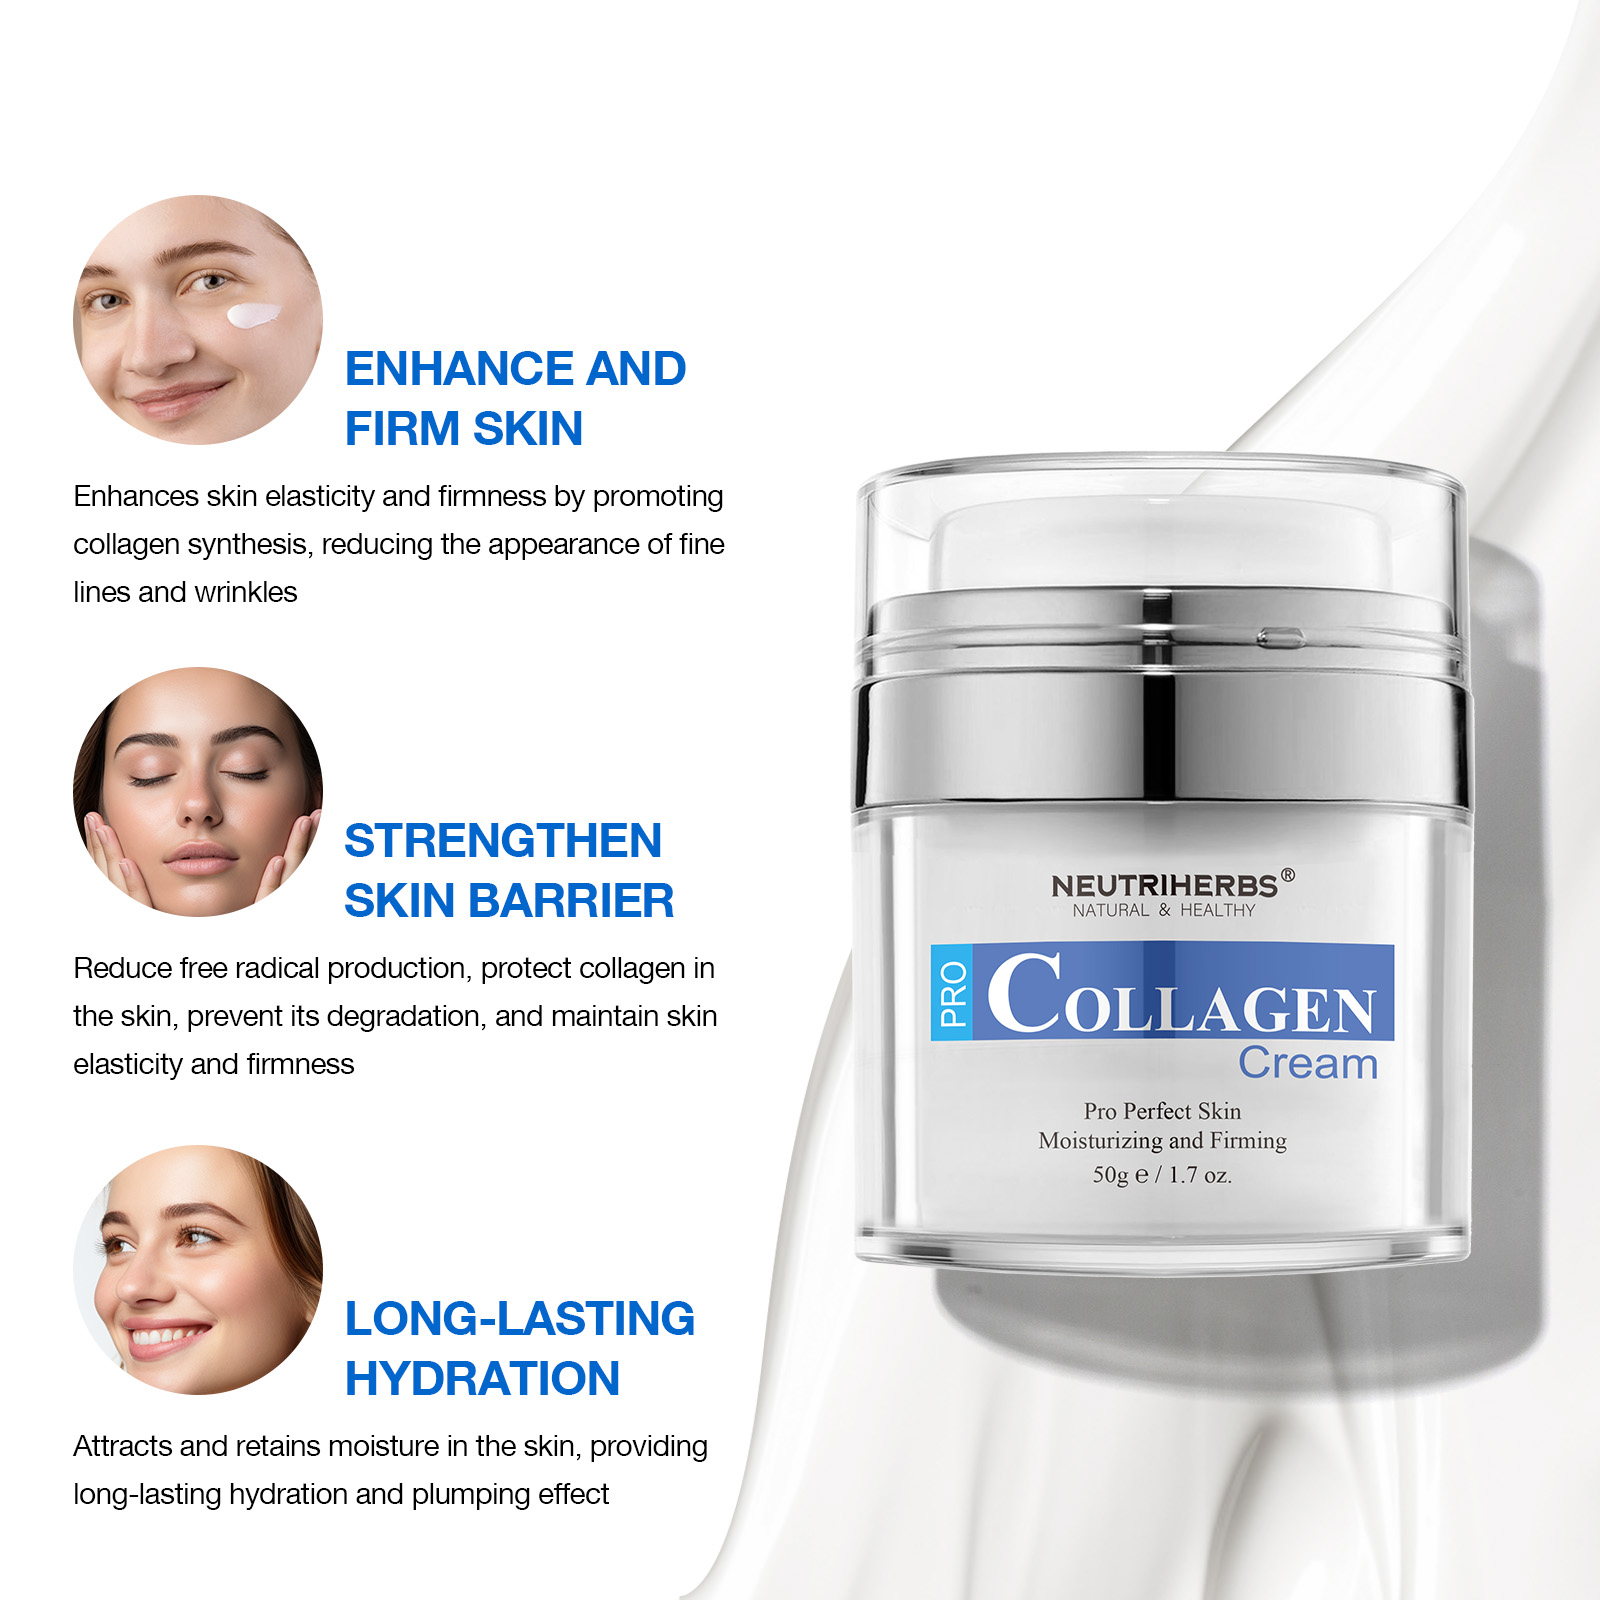 ENHANCE AND
FIRM SKIN
Enhances skin elasticity and firmness by promoting
collagen synthesis, reducing the appearance of fine
lines and wrinkles
STRENGTHEN
SKIN BARRIER
Reduce free radical production, protect collagen in
the skin, prevent its degradation, and maintain skin
elasticity and firmness
LONG-LASTING
HYDRATION
Attracts and retains moisture in the skin, providing
long-lasting hydration and plumping effect
NEUTRIHERBS®
NATURAL & HEALTHY
PRO
COLLAGEN
Cream
Pro Perfect Skin
Moisturizing and Firming
50g ℮ / 1.7 oz.